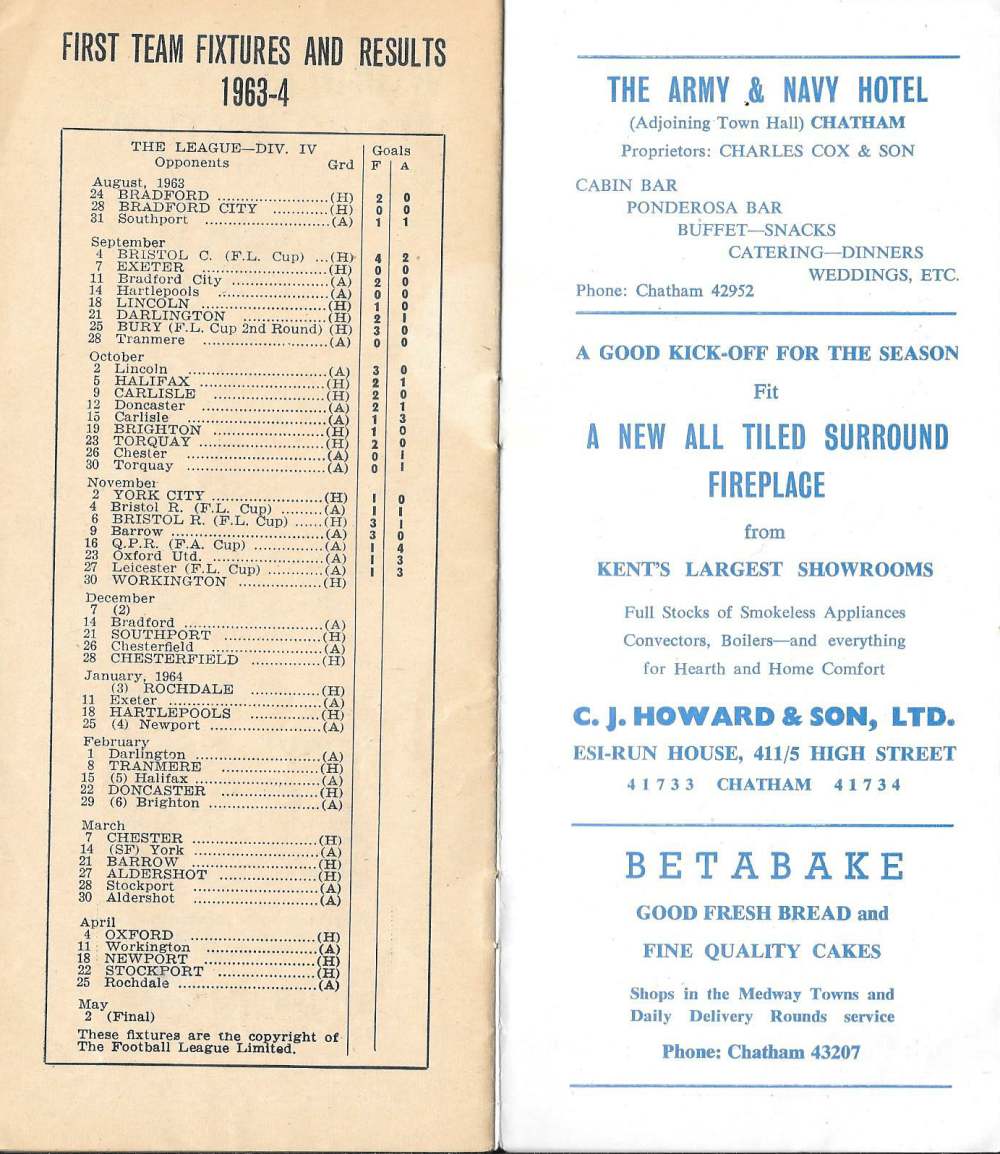 FIRST TEAM FIXTURES AND RESULTS
1963-4
THE LEAGUE—DIV. IV Goals
Opponents Grd F A
August, 1963
24 BRADFORD ..................(H) 2 0
28 BRADFORD CITY ...........(H) 0 0
31 Southport ....................(A) 1 1
September
4 BRISTOL C. (F.L. Cup) ...(H) 4 2
7 EXETER ......................(H) 0 0
11 Bradford City ...............(A) 2 0
14 Hartlepools ...................(A) 0 0
18 LINCOLN .....................(H) 1 0
21 DARLINGTON ...............(H) 2 1
25 BURY (F.L. Cup 2nd Round) (H) 3 0
28 Tranmere .....................(A) 0 0
October
2 Lincoln .......................(A) 3 0
5 HALIFAX .....................(H) 2 1
9 CARLISLE ....................(H) 2 0
12 Doncaster ....................(A) 2 1
15 Carlisle .......................(A) 1 3
19 BRIGHTON ...................(H) 1 0
23 TORQUAY ....................(H) 2 0
26 Chester .......................(A) 0 1
30 Torquay ......................(A) 0 1
November
2 YORK CITY ..................(H) 1 0
4 Bristol R. (F.L. Cup) ........(A) 1 1
6 BRISTOL R. (F.L. Cup) ......(H) 3 1
9 Barrow ........................(A) 3 0
16 Q.P.R. (F.A. Cup) .............(A) 1 4
23 Oxford Utd. ..................(A) 1 3
27 Leicester (F.L. Cup) ...........(A) 1 3
30 WORKINGTON ..............(H)
December
7 (2)
14 Bradford .....................(A)
21 SOUTHPORT ................(H)
26 Chesterfield ..................(A)
28 CHESTERFIELD .............(H)
January, 1964
(3) ROCHDALE .............(H)
11 Exeter ........................(A)
18 HARTLEPOOLS .............(H)
25 (4) Newport ..................(A)
February
1 Darlington ....................(A)
8 TRANMERE ..................(H)
15 (5) Halifax ....................(A)
22 DONCASTER .................(H)
29 (6) Brighton ..................(A)
March
7 CHESTER ....................(H)
14 (SF) York ....................(A)
21 BARROW .....................(H)
27 ALDERSHOT .................(H)
28 Stockport .....................(A)
30 Aldershot .....................(A)
April
4 OXFORD ......................(H)
11 Workington ...................(A)
18 NEWPORT ....................(H)
22 STOCKPORT ..................(H)
25 Rochdale ......................(A)
May
2 (Final)
These fixtures are the copyright of
The Football League Limited.
THE ARMY & NAVY HOTEL
(Adjoining Town Hall) CHATHAM
Proprietors: CHARLES COX & SON
CABIN BAR
PONDEROSA BAR
BUFFET—SNACKS
CATERING—DINNERS
WEDDINGS, ETC.
Phone: Chatham 42952
A GOOD KICK-OFF FOR THE SEASON
Fit
A NEW ALL TILED SURROUND
FIREPLACE
from
KENT'S LARGEST SHOWROOMS
Full Stocks of Smokeless Appliances
Convectors, Boilers—and everything
for Hearth and Home Comfort
C. J. HOWARD & SON, LTD.
ESI-RUN HOUSE, 411/5 HIGH STREET
41733 CHATHAM 41734
BETABAKE
GOOD FRESH BREAD and
FINE QUALITY CAKES
Shops in the Medway Towns and
Daily Delivery Rounds service
Phone: Chatham 43207